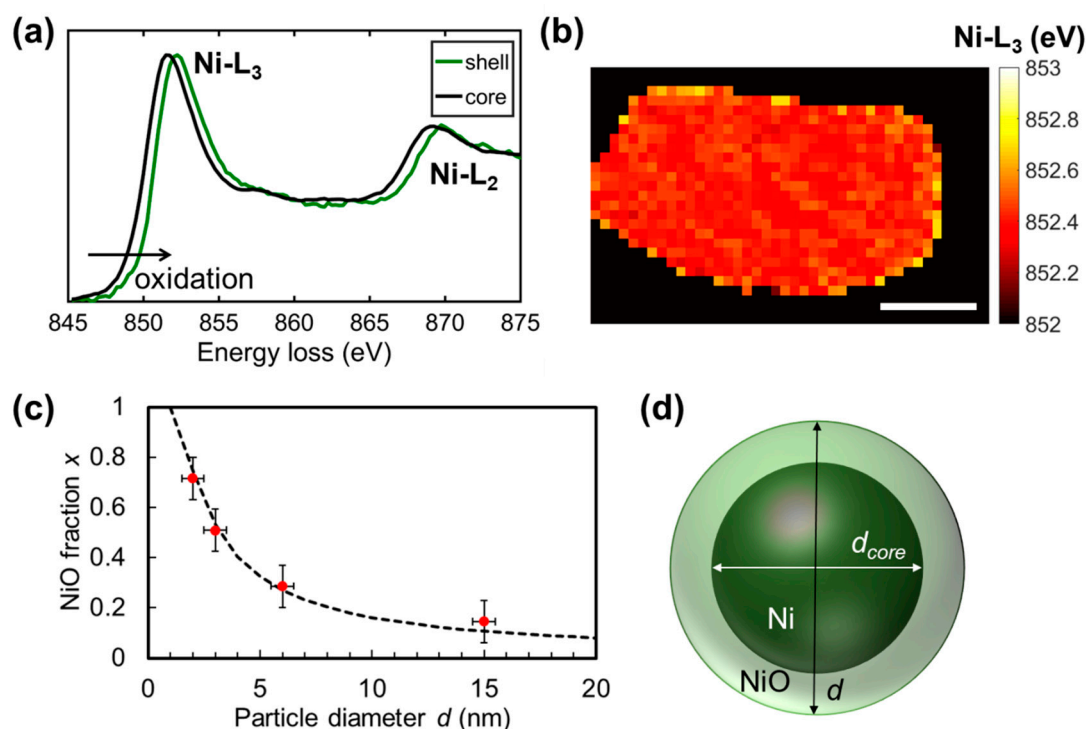 (a)
Ni-L3
shell
core
Ni-L2
oxidation
845 850 855 860 865 870 875
Energy loss (eV)
(b)
Ni-L3 (eV)
853
852.8
852.6
852.4
852.2
852
(c)
1
0.8
0.6
0.4
0.2
0
NiO fraction x
0 5 10 15 20
Particle diameter d (nm)
(d)
dcore
Ni
NiO
d